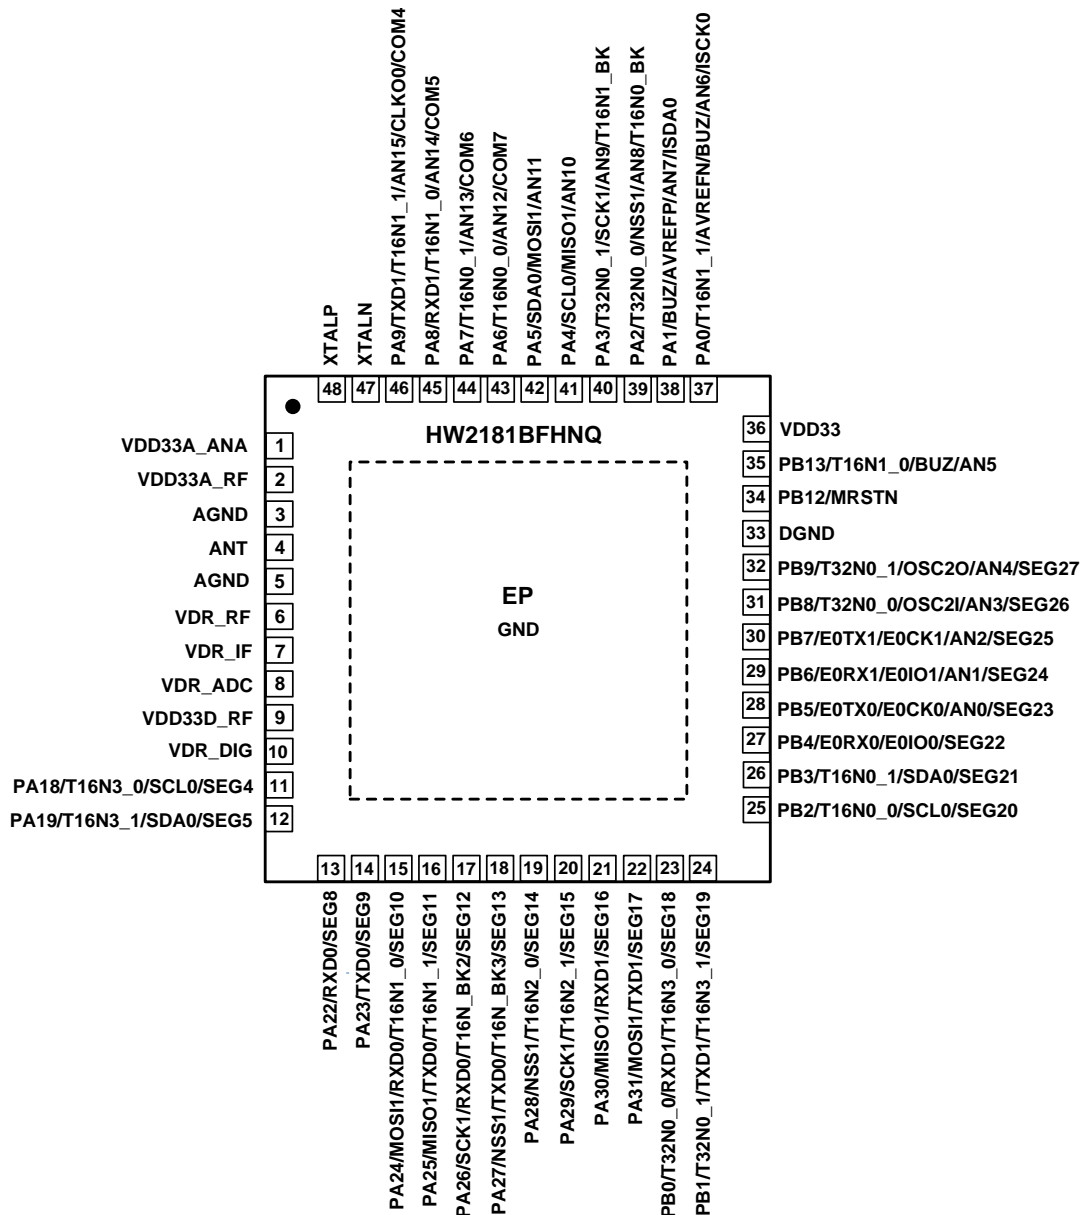 XTALP
XTALN
PA9/TXD1/T16N1_1/AN15/CLKO0/COM4
PA8/RXD1/T16N1_0/AN14/COM5
PA7/T16N0_1/AN13/COM6
PA6/T16N0_0/AN12/COM7
PA5/SDA0/MOSI1/AN11
PA4/SCL0/MISO1/AN10
PA3/T32N0_1/SCK1/AN9/T16N1_BK
PA2/T32N0_0/NSS1/AN8/T16N0_BK
PA1/BUZ/AVREFP/AN7/ISDA0
PA0/T16N1_1/AVREFN/BUZ/AN6/ISCK0
48 47 46 45 44 43 42 41 40 39 38 37
HW2181BFHNQ
VDD33A_ANA 1
VDD33A_RF 2
AGND 3
ANT 4
AGND 5
VDR_RF 6
VDR_IF 7
VDR_ADC 8
VDD33D_RF 9
VDR_DIG 10
PA18/T16N3_0/SCL0/SEG4 11
PA19/T16N3_1/SDA0/SEG5 12
EP
GND
36 VDD33
35 PB13/T16N1_0/BUZ/AN5
34 PB12/MRSTN
33 DGND
32 PB9/T32N0_1/OSC2O/AN4/SEG27
31 PB8/T32N0_0/OSC2I/AN3/SEG26
30 PB7/E0TX1/E0CK1/AN2/SEG25
29 PB6/E0RX1/E0IO1/AN1/SEG24
28 PB5/E0TX0/E0CK0/AN0/SEG23
27 PB4/E0RX0/E0IO0/SEG22
26 PB3/T16N0_1/SDA0/SEG21
25 PB2/T16N0_0/SCL0/SEG20
13 14 15 16 17 18 19 20 21 22 23 24
PA22/RXD0/SEG8
PA23/TXD0/SEG9
PA24/MOSI1/RXD0/T16N1_0/SEG10
PA25/MISO1/TXD0/T16N1_1/SEG11
PA26/SCK1/RXD0/T16N_BK2/SEG12
PA27/NSS1/TXD0/T16N_BK3/SEG13
PA28/NSS1/T16N2_0/SEG14
PA29/SCK1/T16N2_1/SEG15
PA30/MISO1/RXD1/SEG16
PA31/MOSI1/TXD1/SEG17
PB0/T32N0_0/RXD1/T16N3_0/SEG18
PB1/T32N0_1/TXD1/T16N3_1/SEG19